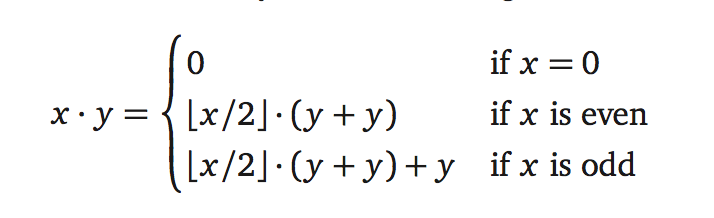 0 if x = 0
x · y = { ⌊x/2⌋ · (y + y) if x is even
⌊x/2⌋ · (y + y) + y if x is odd